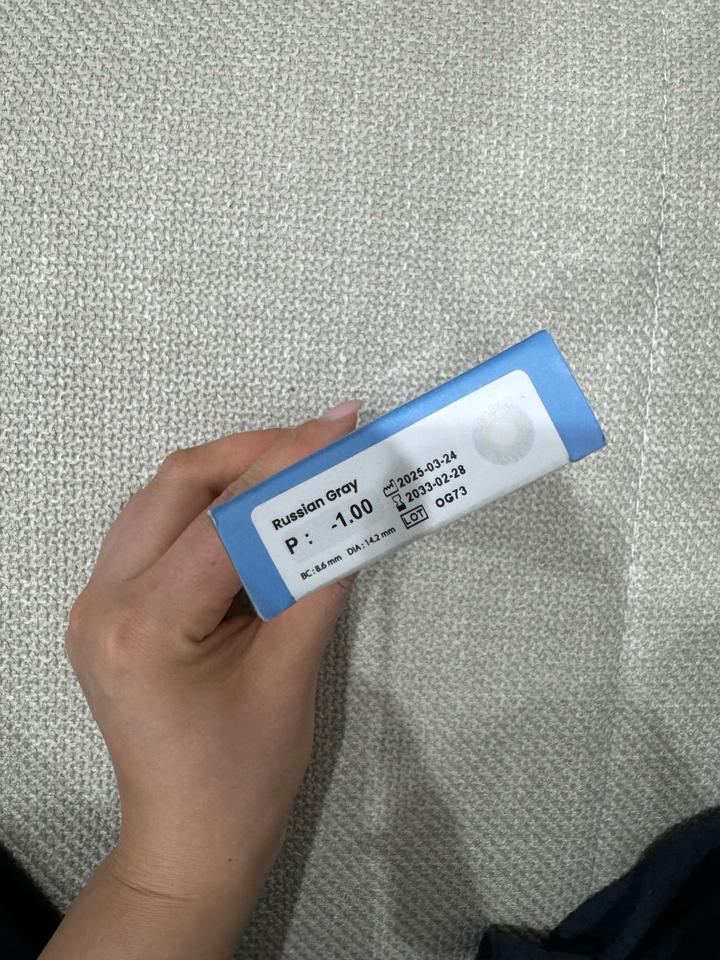 Russian Gray
P : -1.00
BC : 8.6 mm DIA : 14.2 mm
2025-03-24
2033-02-28
LOT OG73